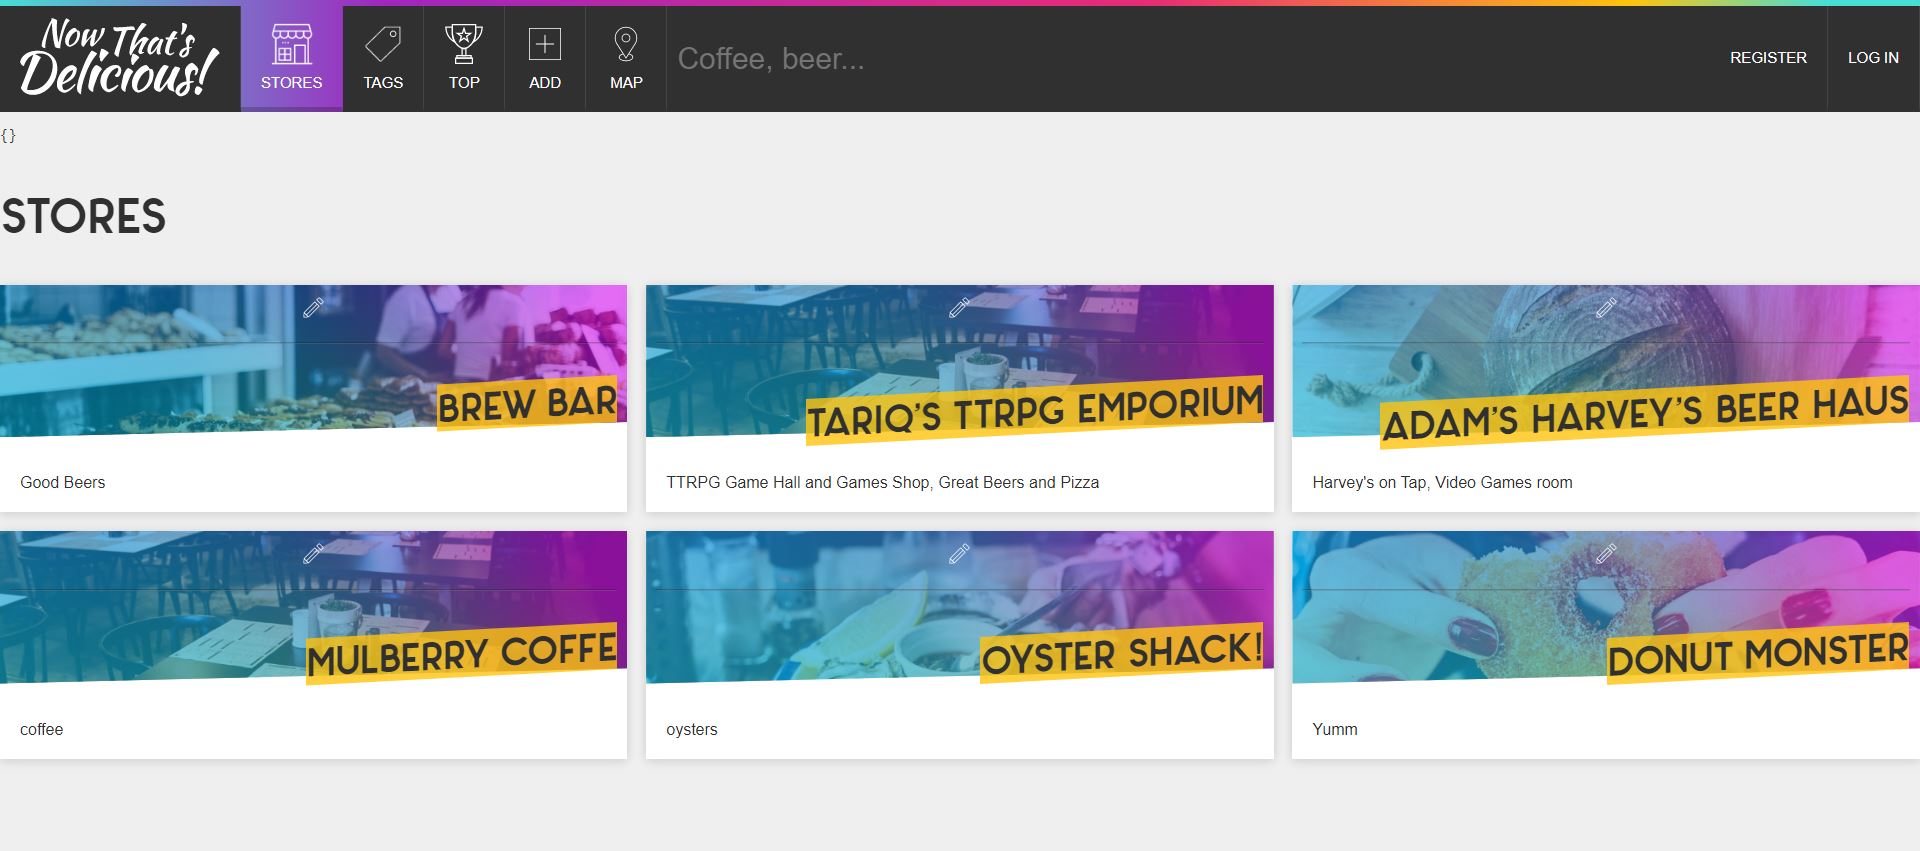 Now That's
Delicious!
STORES
TAGS
TOP
ADD
MAP
Coffee, beer...
REGISTER
LOG IN
{}
STORES
BREW BAR
Good Beers
TARIQ'S TTRPG EMPORIUM
TTRPG Game Hall and Games Shop, Great Beers and Pizza
ADAM'S HARVEY'S BEER HAUS
Harvey's on Tap, Video Games room
MULBERRY COFFE
coffee
OYSTER SHACK!
oysters
DONUT MONSTER
Yumm